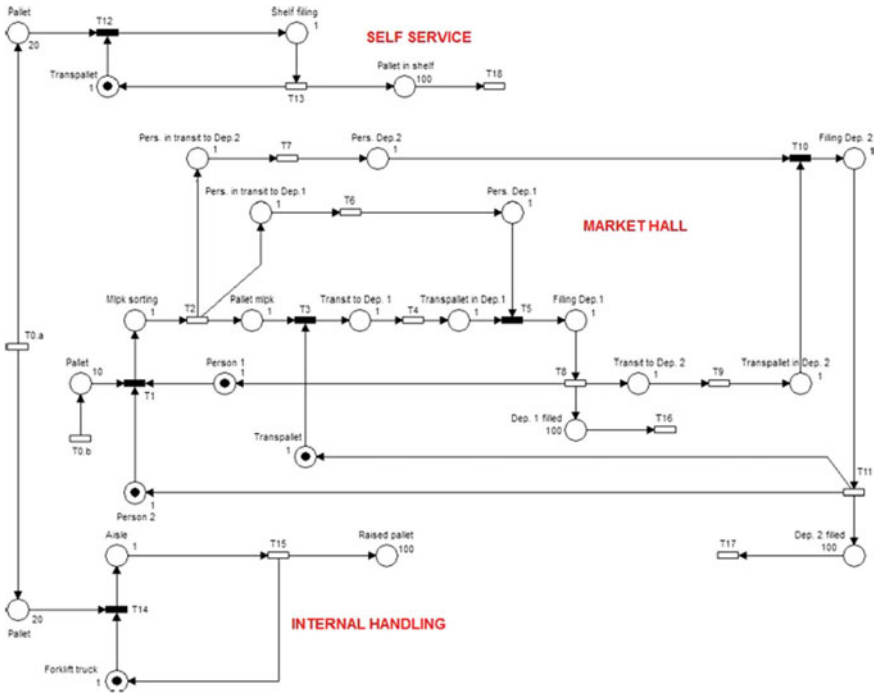 Pallet
20
T12
Shelf filling
1
SELF SERVICE
Transpallet
1
T13
Pallet in shelf
100
T18
Pers. in transit to Dep.2
1
T7
Pers. Dep.2
1
T10
Filling Dep. 2
Pers. in transit to Dep.1
1
T6
Pers. Dep.1
1
MARKET HALL
Mlpk sorting
1
T2
Pallet mlpk
1
T3
Transit to Dep. 1
1
T4
Transpallet in Dep.1
1
T5
Filling Dep.1
1
T0.a
Pallet
10
T1
Person 1
1
T8
Transit to Dep. 2
1
T9
Transpallet in Dep. 2
1
T0.b
Transpallet
1
Dep. 1 filled
100
T16
T11
Person 2
1
Aisle
1
T15
Raised pallet
100
T17
Dep. 2 filled
100
Pallet
20
T14
INTERNAL HANDLING
Forklift truck
1